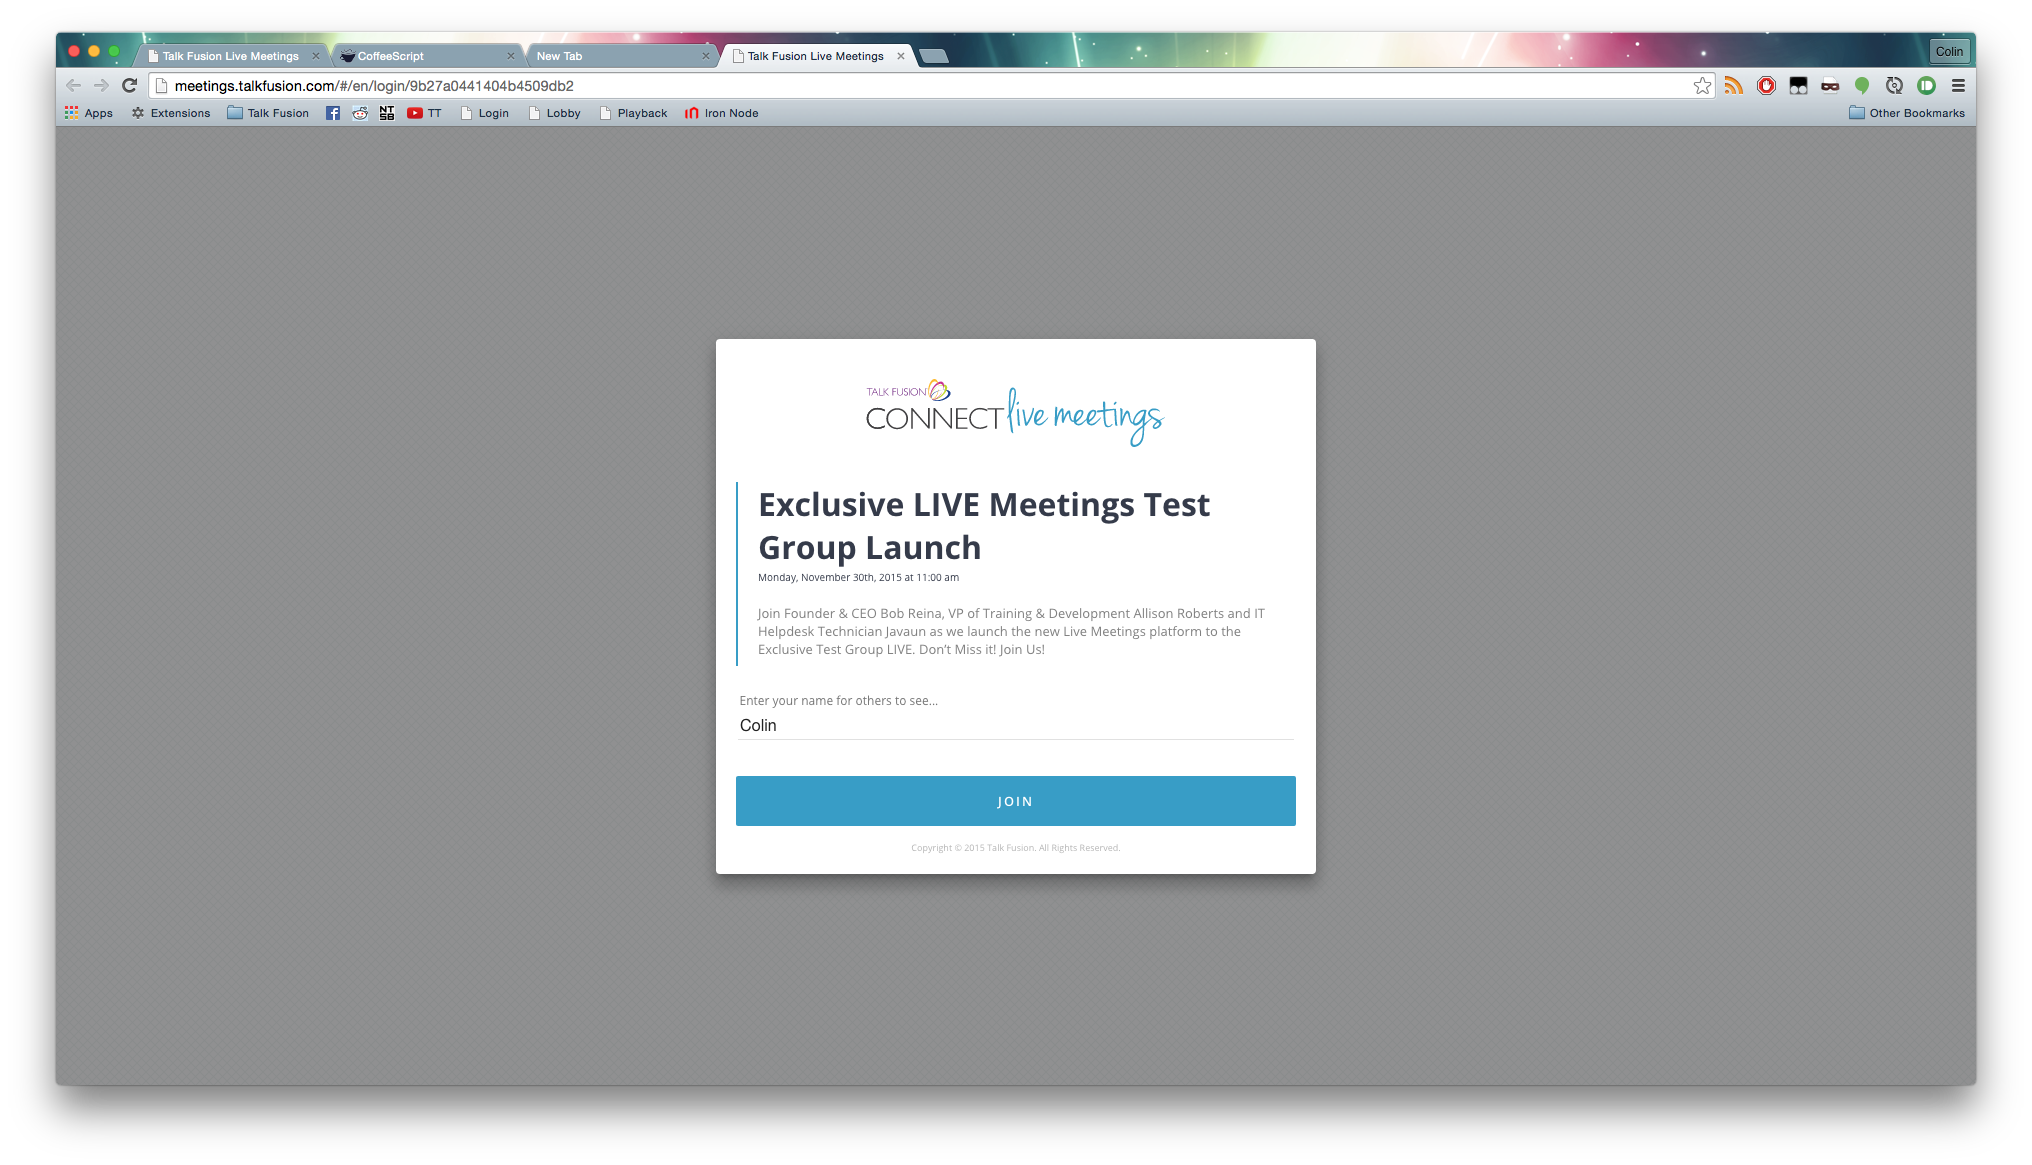 Talk Fusion Live Meetings
CoffeeScript
New Tab
Talk Fusion Live Meetings
Colin
meetings.talkfusion.com/#/en/login/9b27a0441404b4509db2
Apps
Extensions
Talk Fusion
NT
SB
TT
Login
Lobby
Playback
Iron Node
Other Bookmarks
TALK FUSION
CONNECT live meetings
Exclusive LIVE Meetings Test
Group Launch
Monday, November 30th, 2015 at 11:00 am
Join Founder & CEO Bob Reina, VP of Training & Development Allison Roberts and IT
Helpdesk Technician Javaun as we launch the new Live Meetings platform to the
Exclusive Test Group LIVE. Don't Miss it! Join Us!
Enter your name for others to see...
Colin
JOIN
Copyright © 2015 Talk Fusion. All Rights Reserved.